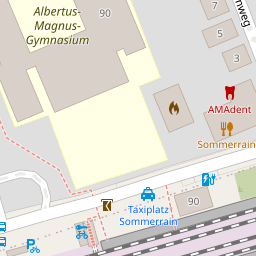 Albertus-
Magnus-
Gymnasium
90
7
5
3
AMAdent
Sommerrain
Taxiplatz
Sommerrain
90